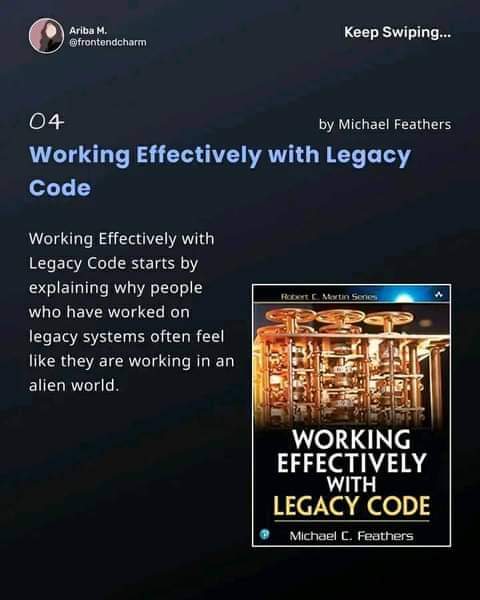 Ariba M.
@frontendcharm
Keep Swiping...
04
by Michael Feathers
Working Effectively with Legacy
Code
Working Effectively with
Legacy Code starts by
explaining why people
who have worked on
legacy systems often feel
like they are working in an
alien world.
Robert C. Martin Series
WORKING
EFFECTIVELY
WITH
LEGACY CODE
Michael C. Feathers